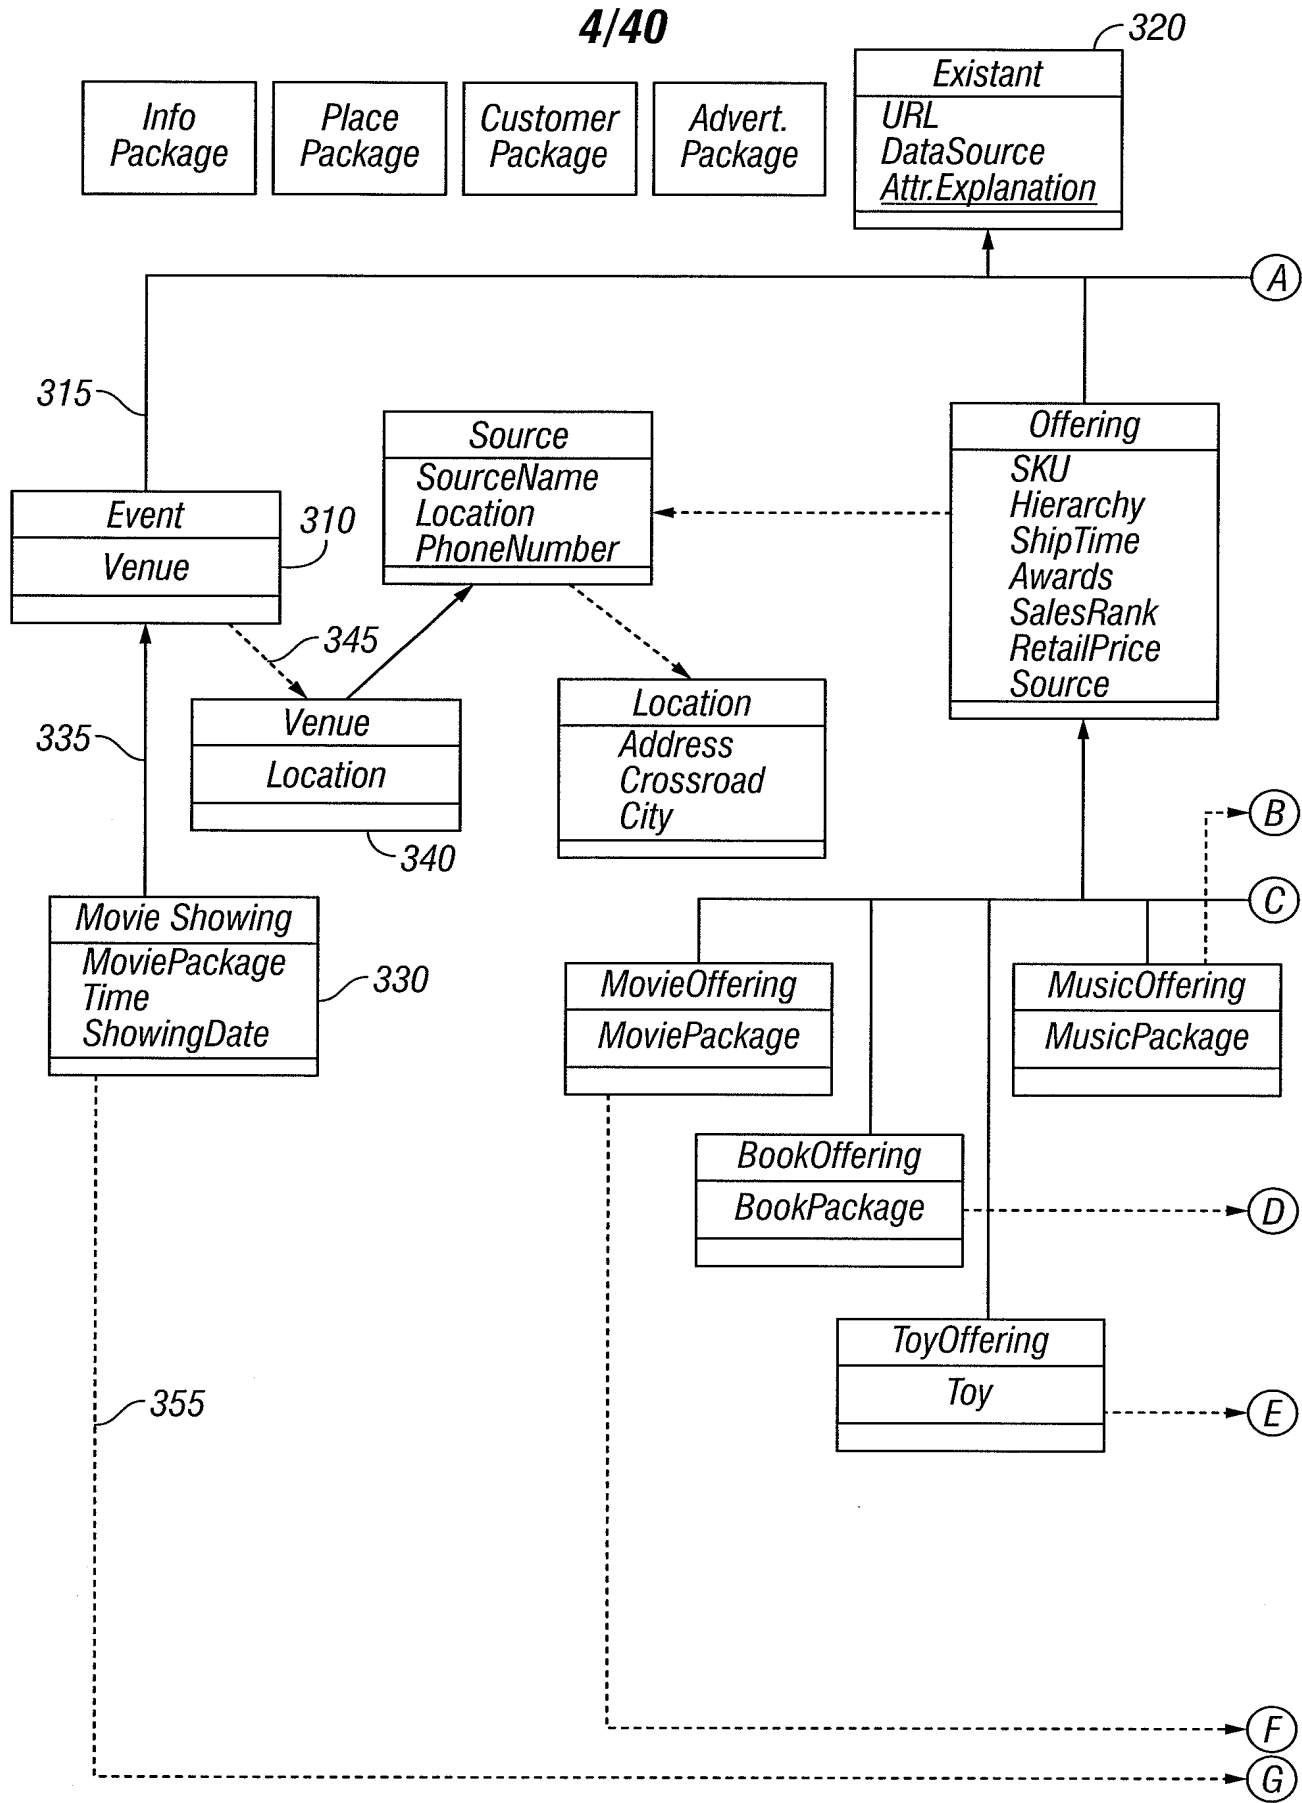 4/40
320
Info
Package
Place
Package
Customer
Package
Advert.
Package
Existant
URL
DataSource
Attr.Explanation
A
315
Event
Venue
310
Source
SourceName
Location
PhoneNumber
Offering
SKU
Hierarchy
ShipTime
Awards
SalesRank
RetailPrice
Source
345
335
Venue
Location
340
Location
Address
Crossroad
City
B
C
Movie Showing
MoviePackage
Time
ShowingDate
330
MovieOffering
MoviePackage
MusicOffering
MusicPackage
BookOffering
BookPackage
D
ToyOffering
Toy
E
355
F
G